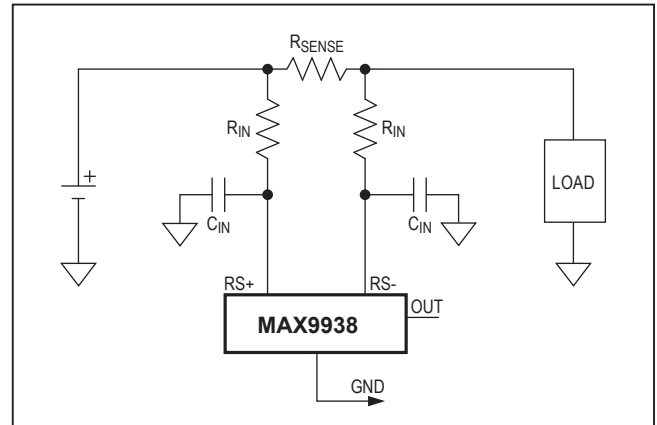 RSENSE
RIN
RIN
+
LOAD
CIN
CIN
RS+
RS-
OUT
MAX9938
GND